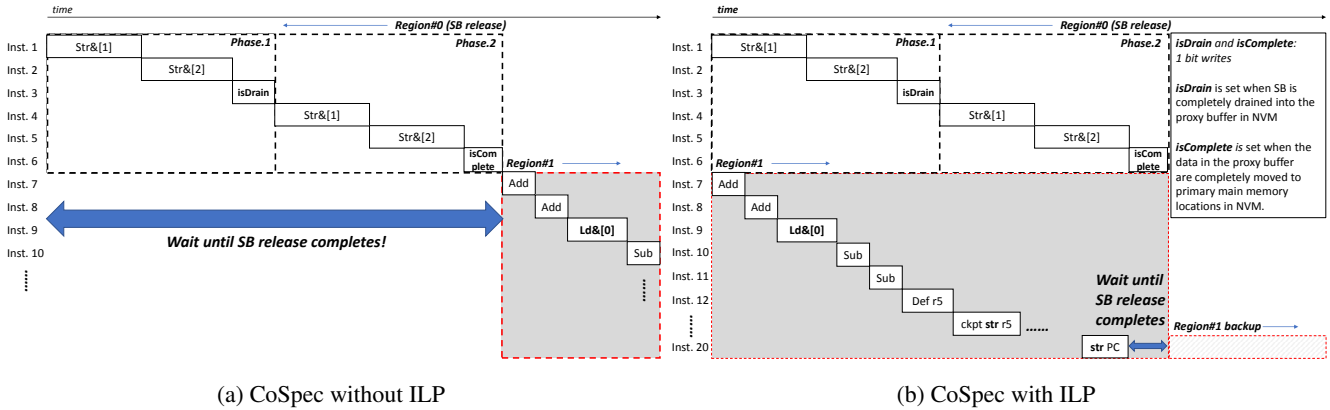 time
Region#0 (SB release)
Phase.1
Phase.2
Inst. 1
Str&[1]
Inst. 2
Str&[2]
Inst. 3
isDrain
Inst. 4
Str&[1]
Inst. 5
Str&[2]
Inst. 6
isCom
plete
Region#1
Inst. 7
Add
Inst. 8
Add
Inst. 9
Ld&[0]
Inst. 10
Sub
......
......
Wait until SB release completes!
(a) CoSpec without ILP
time
Region#0 (SB release)
Phase.1
Phase.2
Inst. 1
Str&[1]
Inst. 2
Str&[2]
Inst. 3
isDrain
Inst. 4
Str&[1]
Inst. 5
Str&[2]
Inst. 6
isCom
plete
Region#1
Inst. 7
Add
Inst. 8
Add
Inst. 9
Ld&[0]
Inst. 10
Sub
Inst. 11
Sub
Inst. 12
Def r5
......
ckpt str r5
......
......
Inst. 20
str PC
Wait until
SB release
completes
Region#1 backup
isDrain and isComplete:
1 bit writes
isDrain is set when SB is
completely drained into the
proxy buffer in NVM
isComplete is set when the
data in the proxy buffer
are completely moved to
primary main memory
locations in NVM.
(b) CoSpec with ILP